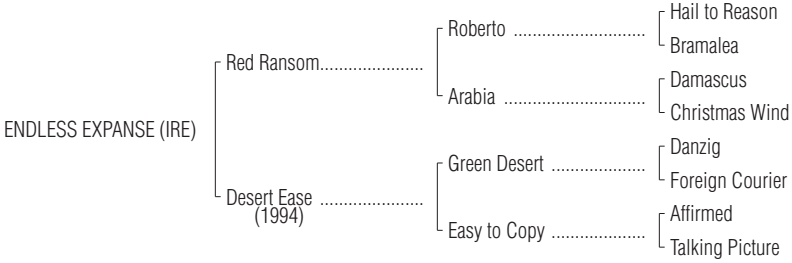 Hail to Reason
Roberto ............................
Bramalea
Red Ransom......................
Damascus
Arabia ..............................
Christmas Wind
ENDLESS EXPANSE (IRE)
Danzig
Green Desert ....................
Foreign Courier
Desert Ease ......................
(1994)
Affirmed
Easy to Copy ....................
Talking Picture